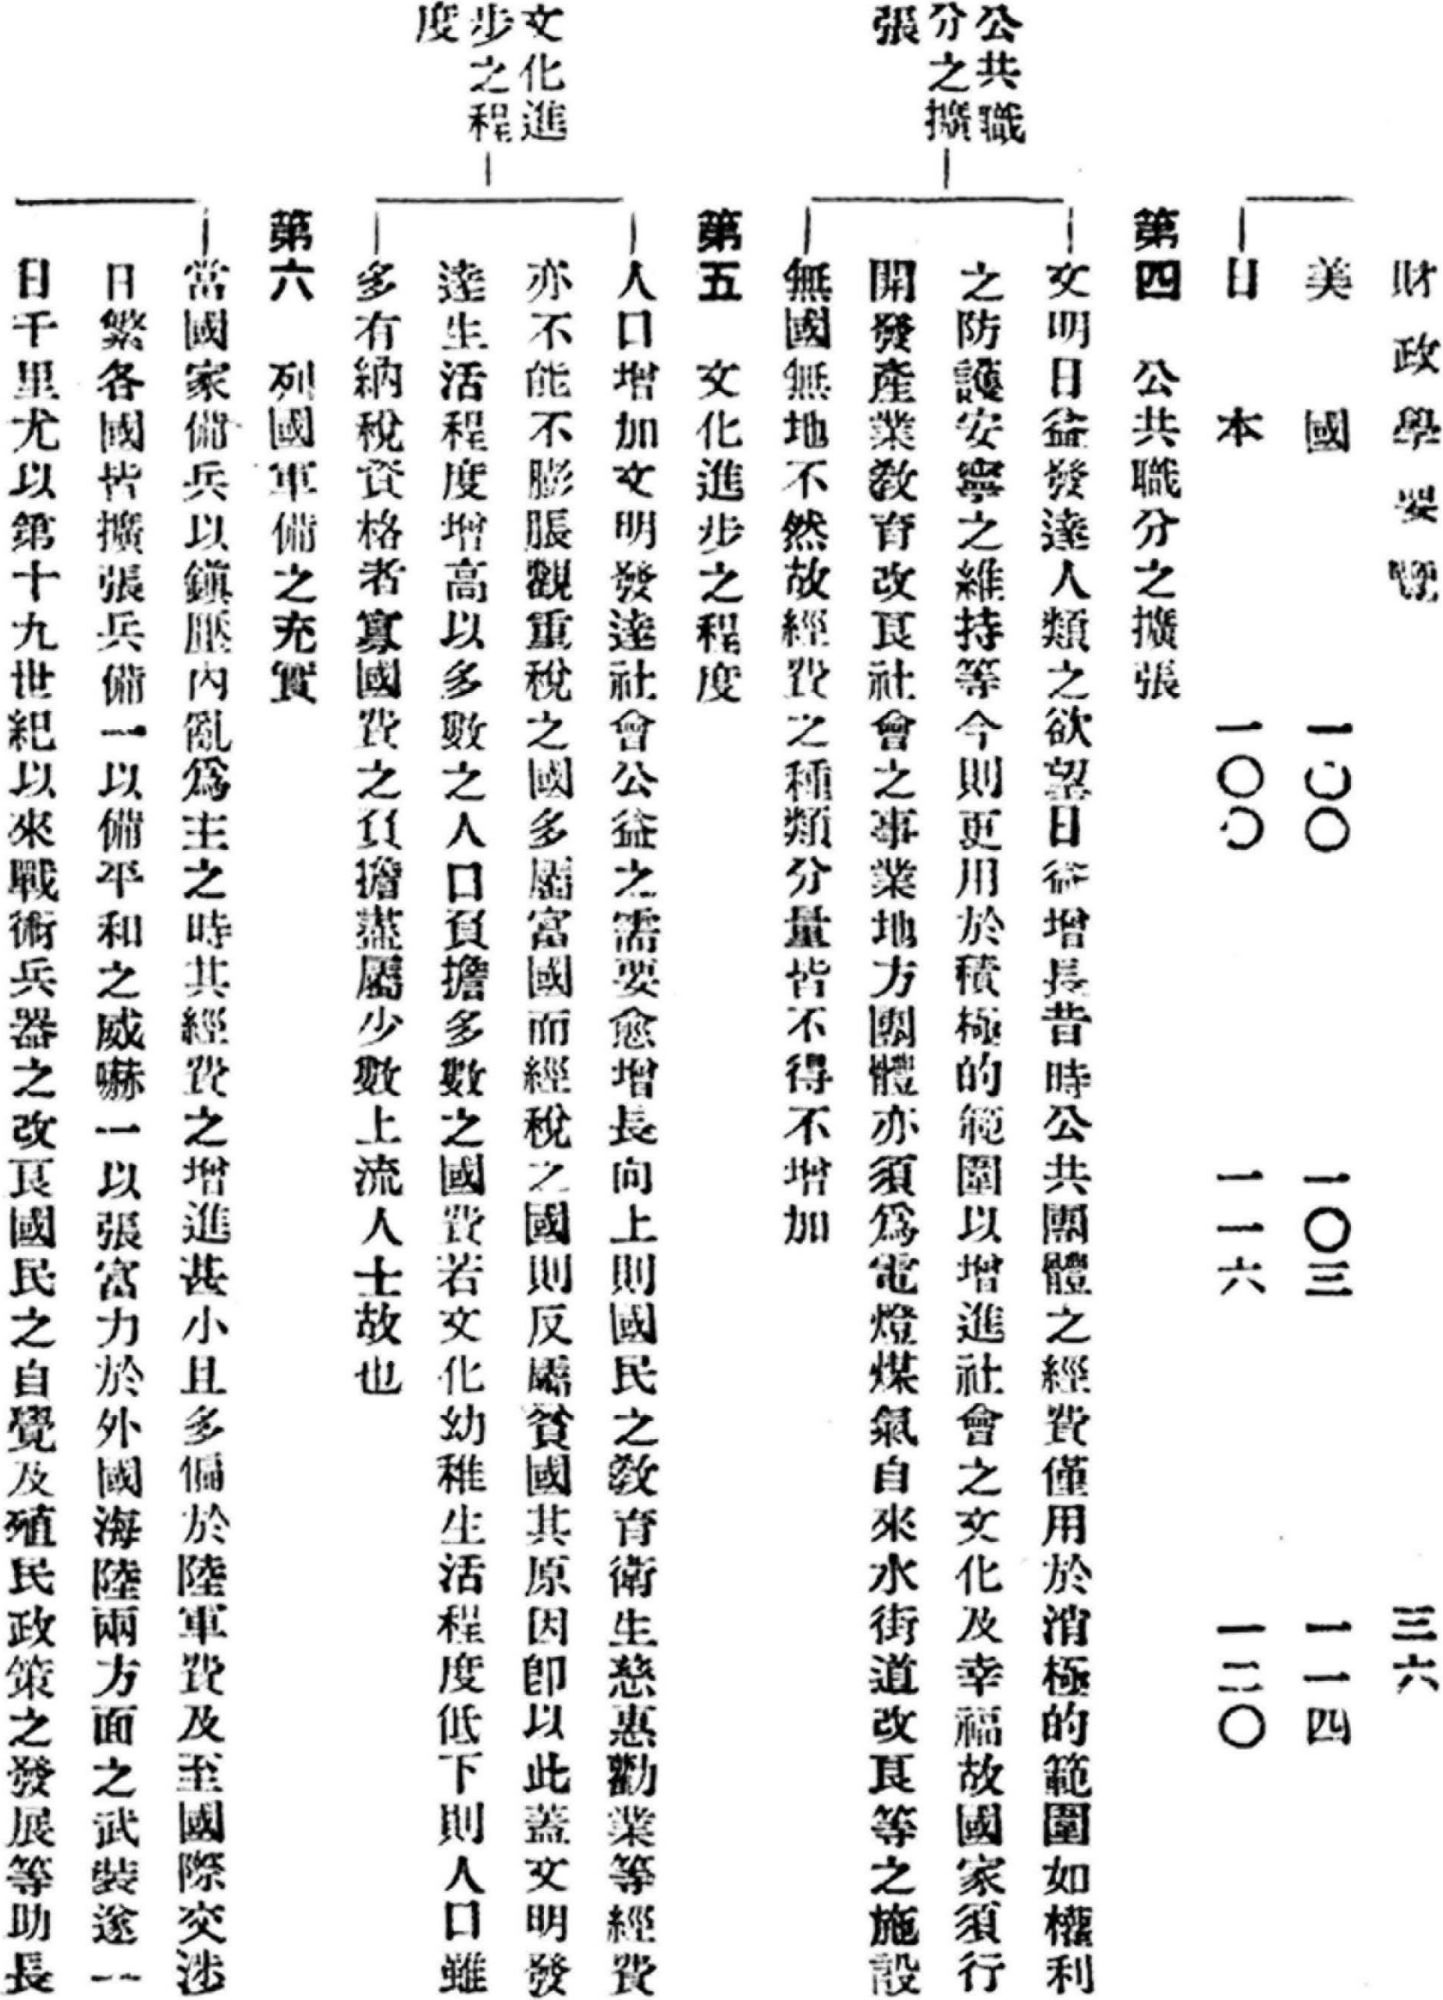 財政學要覽
三六
美國 一〇〇 一〇三 一一四
日本 一〇〇 一一六 一二〇
第四 公共職分之擴張
公共職
分之擴
張
文明日益發達人類之欲望日益增長昔時公共團體之經費僅用於消極的範圍如權利
之防護安寧之維持等今則更用於積極的範圍以增進社會之文化及幸福故國家須行
開發產業教育改良社會之事業地方團體亦須爲電燈煤氣自來水街道改良等之施設
無國無地不然故經費之種類分量皆不得不增加
第五 文化進步之程度
文化進
步之程
度
人口增加文明發達社會公益之需要愈增長向上則國民之教育衛生慈惠勸業等經費
亦不能不膨脹觀重稅之國多屬富國而經稅之國則反屬貧國其原因卽以此蓋文明發
達生活程度增高以多數之人口負擔多數之國費若文化幼稚生活程度低下則人口雖
多有納稅資格者寡國費之負擔盡屬少數上流人士故也
第六 列國軍備之充實
當國家備兵以鎭壓內亂爲主之時其經費之增進甚小且多偏於陸軍費及至國際交涉
日繁各國皆擴張兵備一以備平和之威嚇一以張富力於外國海陸兩方面之武裝遂一
日千里尤以第十九世紀以來戰術兵器之改良國民之自覺及殖民政策之發展等助長